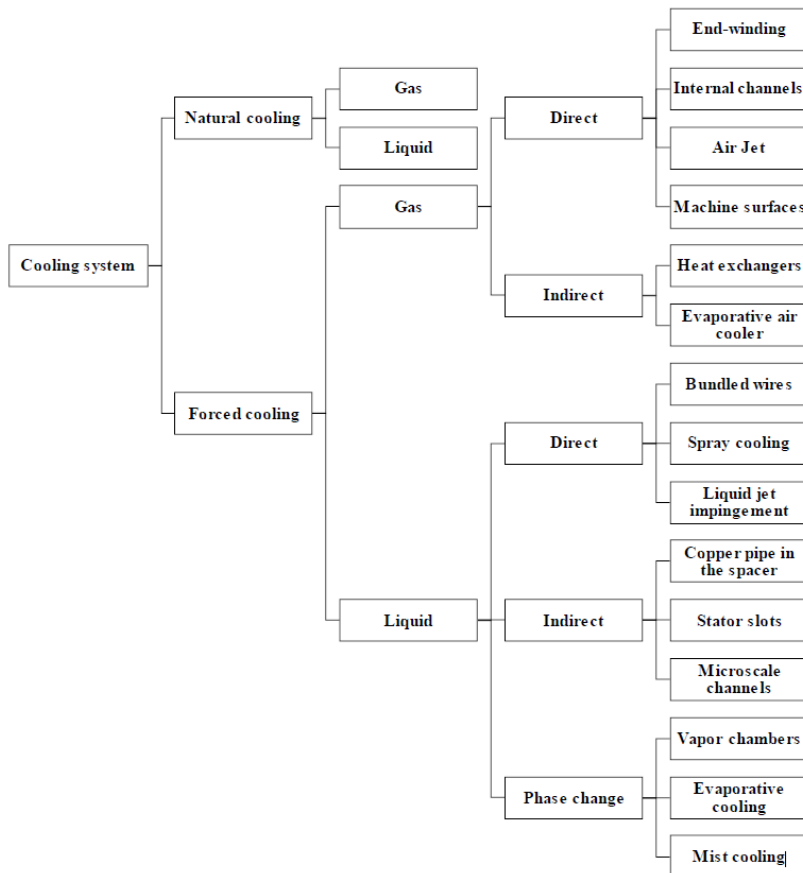 End-winding
Gas
Internal channels
Natural cooling
Direct
Liquid
Air Jet
Gas
Machine surfaces
Cooling system
Heat exchangers
Indirect
Evaporative air
cooler
Bundled wires
Forced cooling
Direct
Spray cooling
Liquid jet
impingement
Copper pipe in
the spacer
Liquid
Indirect
Stator slots
Microscale
channels
Vapor chambers
Phase change
Evaporative
cooling
Mist cooling